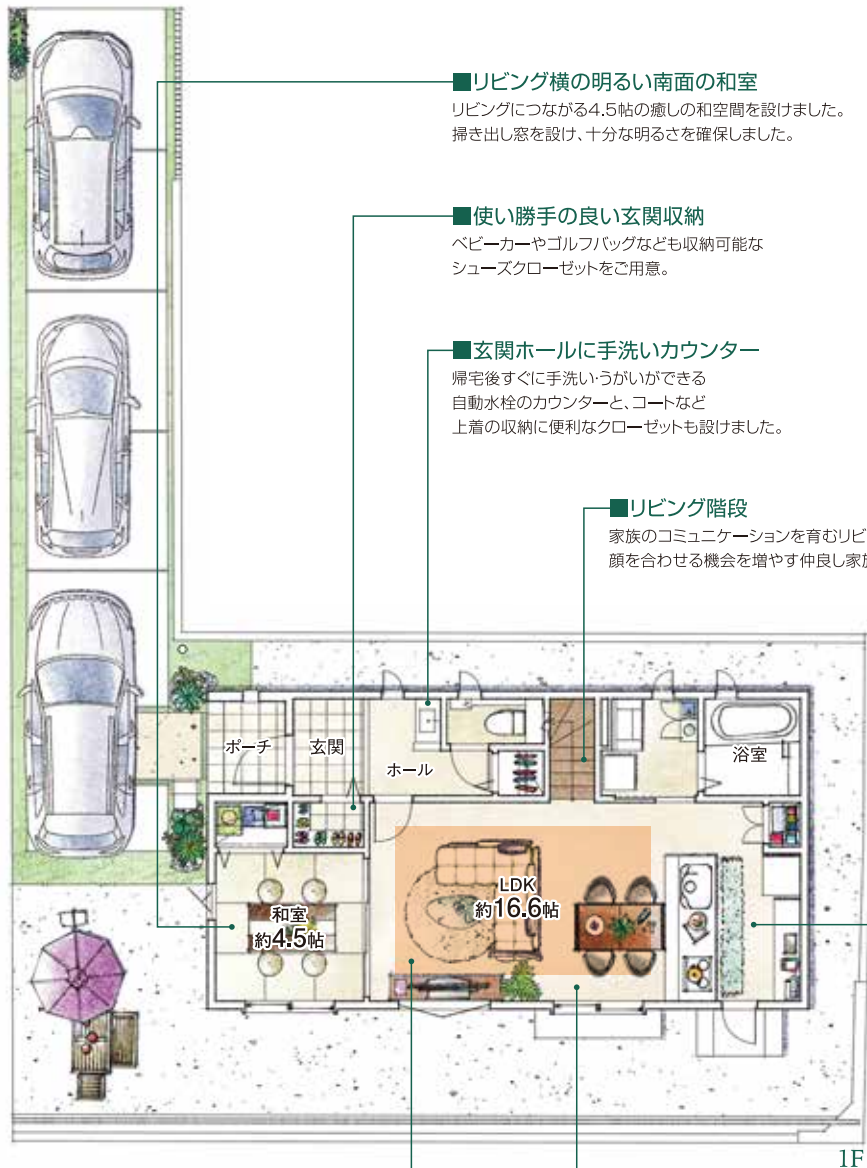 ■リビング横の明るい南面の和室
リビングにつながる4.5帖の癒しの和空間を設けました。
掃き出し窓を設け、十分な明るさを確保しました。
■使い勝手の良い玄関収納
ベビーカーやゴルフバッグなども収納可能な
シューズクローゼットをご用意。
■玄関ホールに手洗いカウンター
帰宅後すぐに手洗い・うがいができる
自動水栓のカウンターと、コートなど
上着の収納に便利なクローゼットも設けました。
■リビング階段
家族のコミュニケーションを育むリビ
顔を合わせる機会を増やす仲良し家族
ポーチ
玄関
ホール
浴室
LDK
約16.6帖
和室
約4.5帖
1F